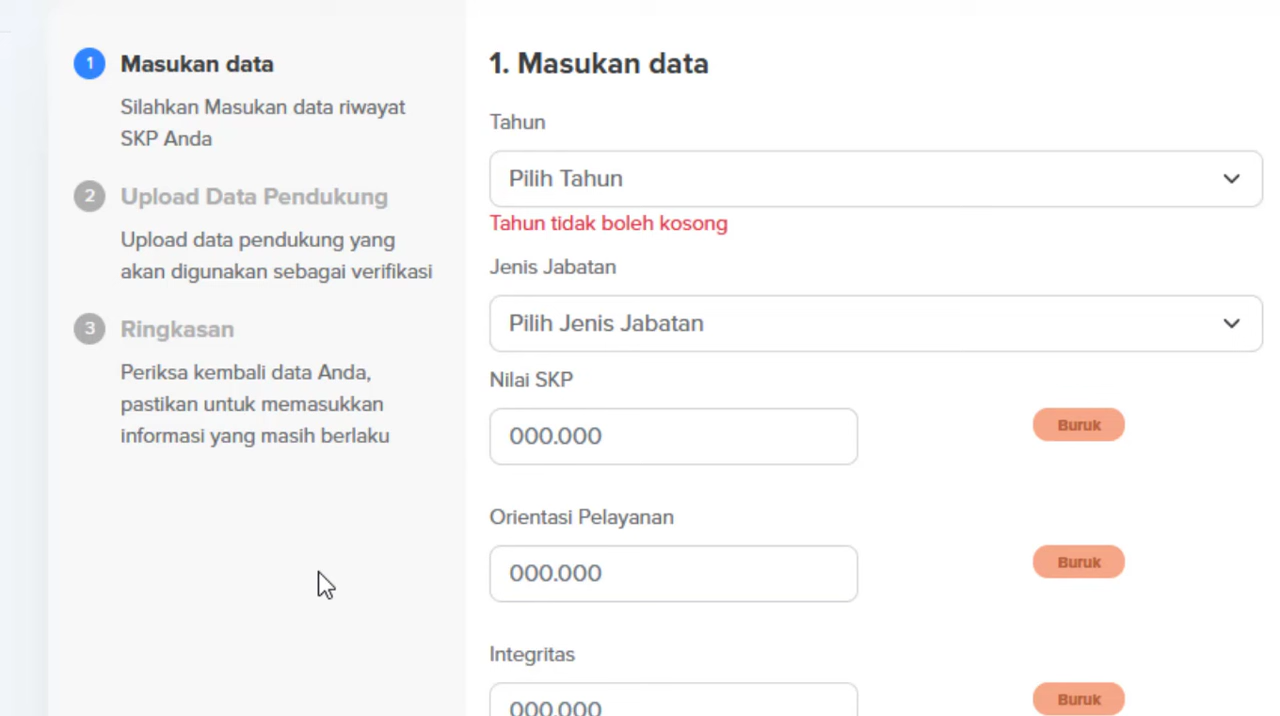 1 Masukan data
Silahkan Masukan data riwayat
SKP Anda
2 Upload Data Pendukung
Upload data pendukung yang
akan digunakan sebagai verifikasi
3 Ringkasan
Periksa kembali data Anda,
pastikan untuk memasukkan
informasi yang masih berlaku
1. Masukan data
Tahun
Pilih Tahun
Tahun tidak boleh kosong
Jenis Jabatan
Pilih Jenis Jabatan
Nilai SKP
000.000 Buruk
Orientasi Pelayanan
000.000 Buruk
Integritas
000.000 Buruk